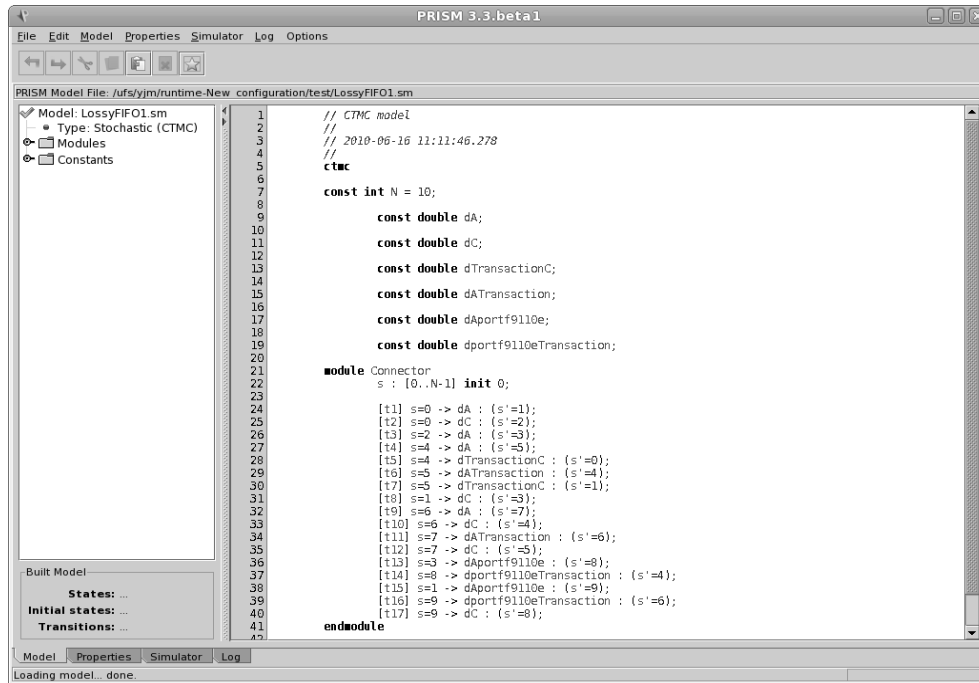 PRISM 3.3.beta1
File Edit Model Properties Simulator Log Options
PRISM Model File: /ufs/yjm/runtime-New_configuration/test/LossyFIFO1.sm
Model: LossyFIFO1.sm
Type: Stochastic (CTMC)
Modules
Constants
Built Model
States: ...
Initial states: ...
Transitions: ...
1 // CTMC model
2 //
3 // 2010-06-16 11:11:46.278
4 //
5 ctmc
6
7 const int N = 10;
8
9 const double dA;
10
11 const double dC;
12
13 const double dTransactionC;
14
15 const double dATransaction;
16
17 const double dAportf9110e;
18
19 const double dportf9110eTransaction;
20
21 module Connector
22 s : [0..N-1] init 0;
23
24 [t1] s=0 -> dA : (s'=1);
25 [t2] s=0 -> dC : (s'=2);
26 [t3] s=2 -> dA : (s'=3);
27 [t4] s=4 -> dA : (s'=5);
28 [t5] s=4 -> dTransactionC : (s'=0);
29 [t6] s=5 -> dATransaction : (s'=4);
30 [t7] s=5 -> dTransactionC : (s'=1);
31 [t8] s=1 -> dC : (s'=3);
32 [t9] s=6 -> dA : (s'=7);
33 [t10] s=6 -> dC : (s'=4);
34 [t11] s=7 -> dATransaction : (s'=6);
35 [t12] s=7 -> dC : (s'=5);
36 [t13] s=3 -> dAportf9110e : (s'=8);
37 [t14] s=8 -> dportf9110eTransaction : (s'=4);
38 [t15] s=1 -> dAportf9110e : (s'=9);
39 [t16] s=9 -> dportf9110eTransaction : (s'=6);
40 [t17] s=9 -> dC : (s'=8);
41 endmodule
42
Model Properties Simulator Log
Loading model... done.